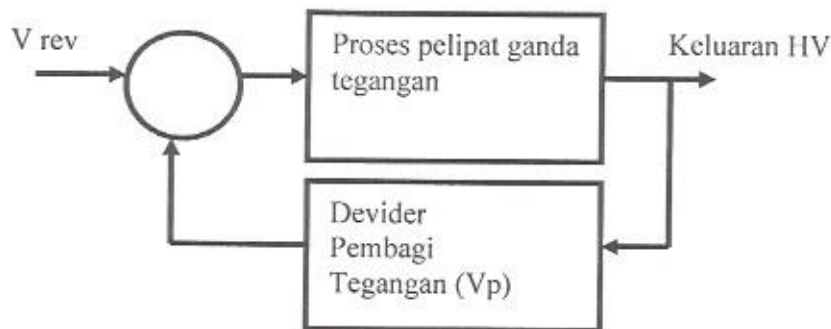 V rev
Proses pelipat ganda
tegangan
Keluaran HV
Devider
Pembagi
Tegangan (Vp)